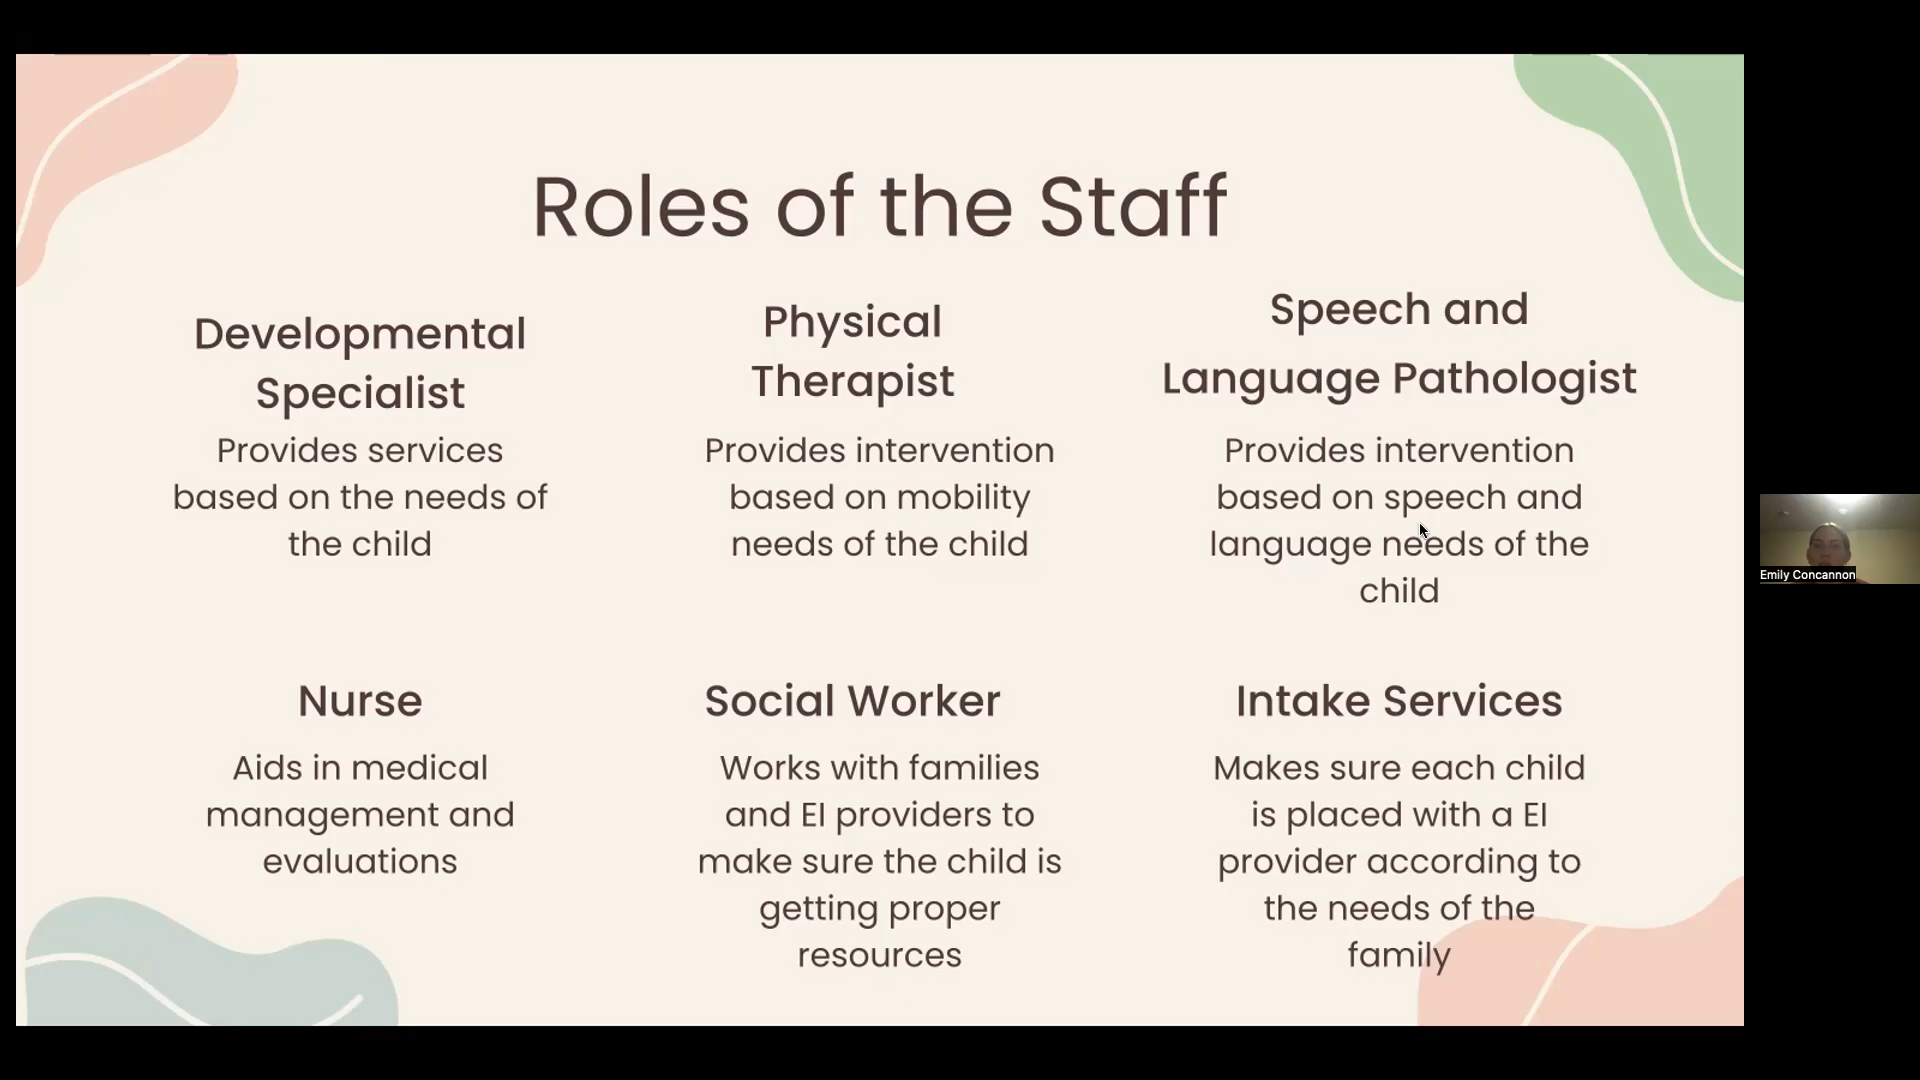 Roles of the Staff
Developmental
Specialist
Provides services
based on the needs of
the child
Physical
Therapist
Provides intervention
based on mobility
needs of the child
Speech and
Language Pathologist
Provides intervention
based on speech and
language needs of the
child
Nurse
Aids in medical
management and
evaluations
Social Worker
Works with families
and EI providers to
make sure the child is
getting proper
resources
Intake Services
Makes sure each child
is placed with a EI
provider according to
the needs of the
family
Emily Concannon